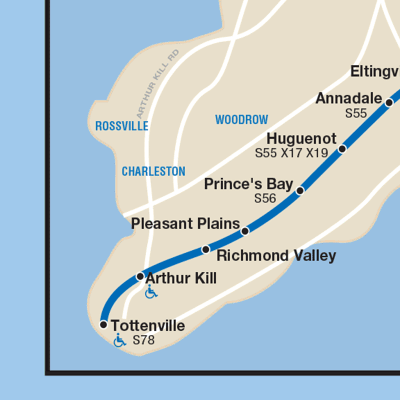 Eltingv
ARTHUR KILL RD
Annadale
S55
ROSSVILLE
WOODROW
Huguenot
S55 X17 X19
CHARLESTON
Prince's Bay
S56
Pleasant Plains
Richmond Valley
Arthur Kill
Tottenville
S78